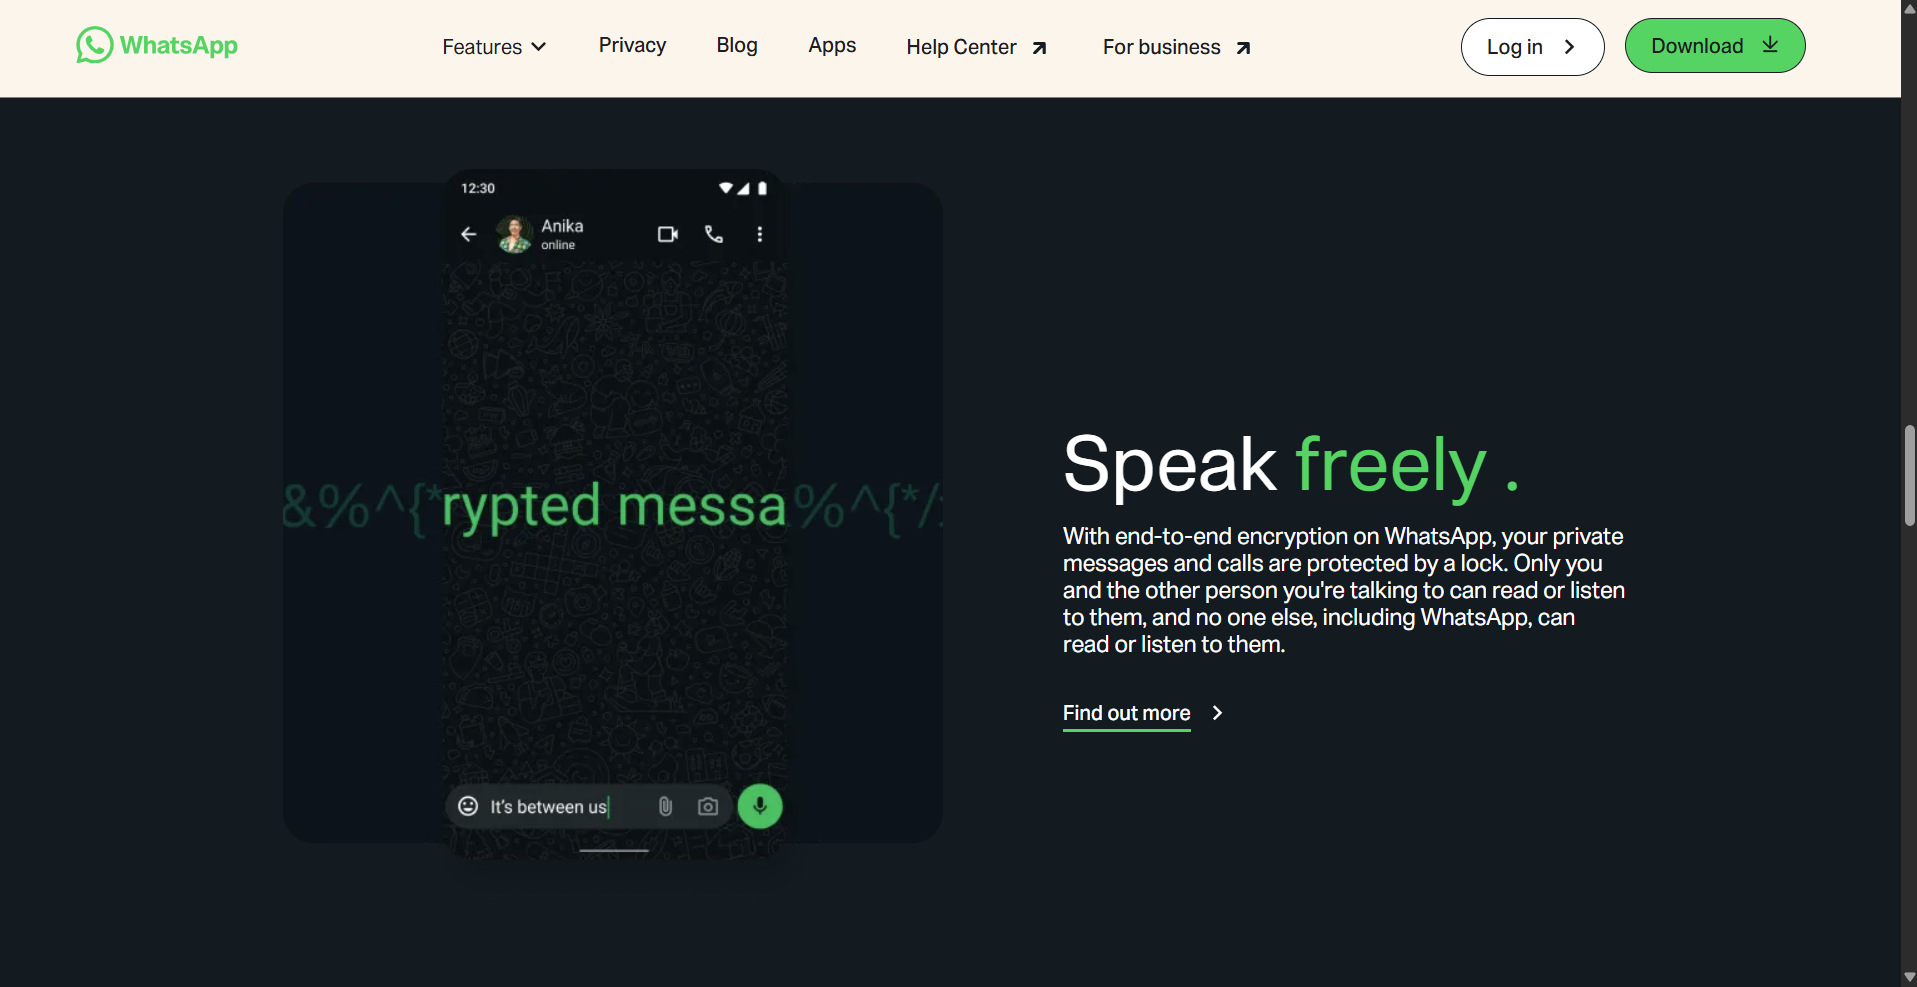 WhatsApp
Features
Privacy
Blog
Apps
Help Center
For business
Log in
Download
12:30
Anika
online
&%^{*rypted messa%^{*/
It's between us
Speak freely .
With end-to-end encryption on WhatsApp, your private
messages and calls are protected by a lock. Only you
and the other person you're talking to can read or listen
to them, and no one else, including WhatsApp, can
read or listen to them.
Find out more